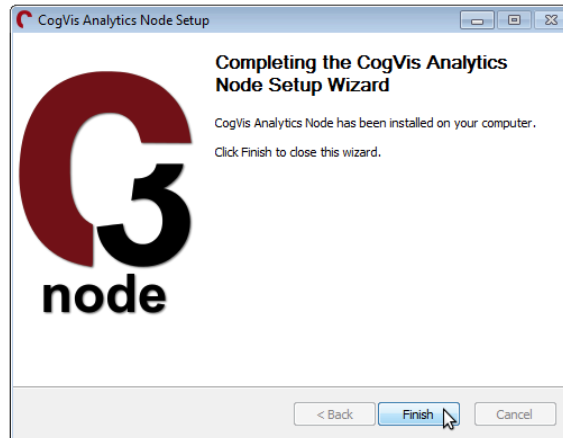 CogVis Analytics Node Setup
Completing the CogVis Analytics
Node Setup Wizard
CogVis Analytics Node has been installed on your computer.
Click Finish to close this wizard.
C3
node
< Back
Finish
Cancel